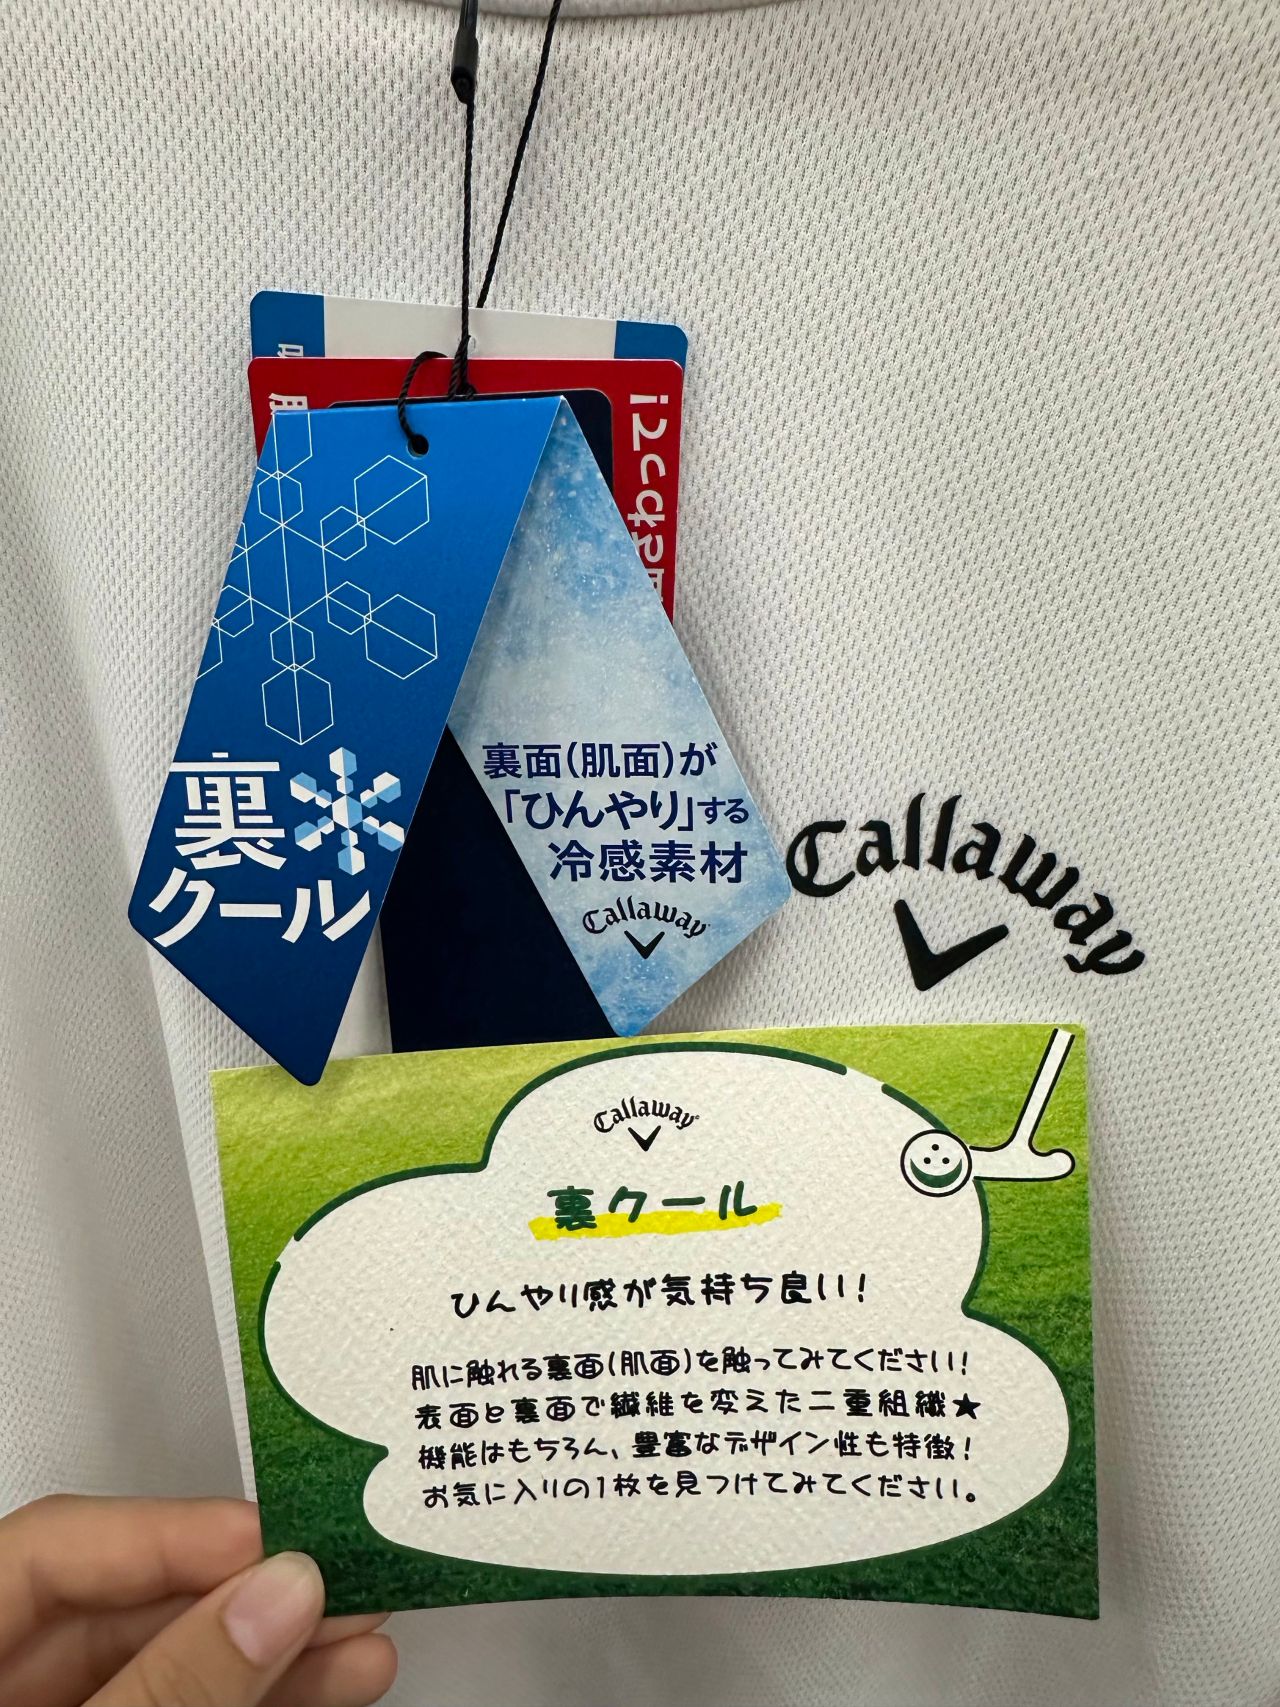 裏
クール
裏面(肌面)が
「ひんやり」する
冷感素材
Callaway
Callaway
Callaway
裏クール
ひんやり感が気持ち良い!
肌に触れる裏面(肌面)を触ってみてください!
表面と裏面で繊維を変えた二重組織★
機能はもちろん、豊富なデザイン性も特徴!
お気に入りの1枚を見つけてみてください。